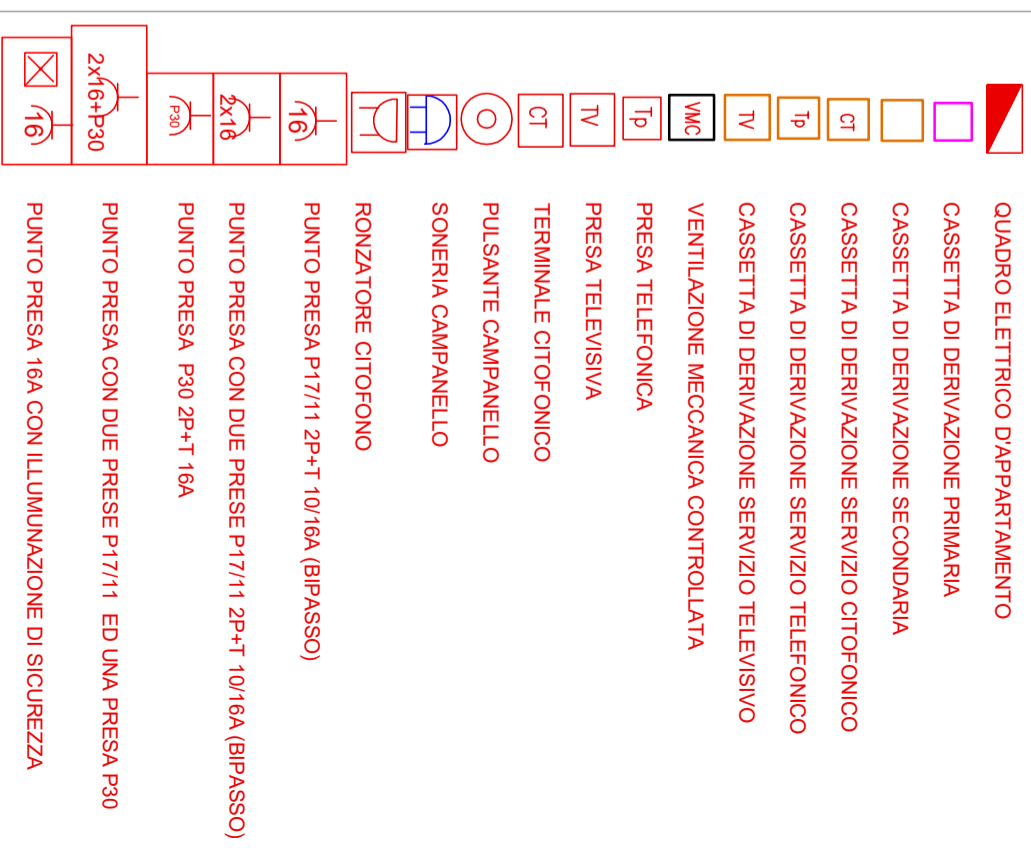 QUADRO ELETTRICO D'APPARTAMENTO
CASSETTA DI DERIVAZIONE PRIMARIA
CASSETTA DI DERIVAZIONE SECONDARIA
CT CASSETTA DI DERIVAZIONE SERVIZIO CITOFONICO
Tp CASSETTA DI DERIVAZIONE SERVIZIO TELEFONICO
TV CASSETTA DI DERIVAZIONE SERVIZIO TELEVISIVO
VMC VENTILAZIONE MECCANICA CONTROLLATA
Tp PRESA TELEFONICA
TV PRESA TELEVISIVA
CT TERMINALE CITOFONICO
PULSANTE CAMPANELLO
SONERIA CAMPANELLO
RONZATORE CITOFONO
16 PUNTO PRESA P17/11 2P+T 10/16A (BIPASSO)
2x16 PUNTO PRESA CON DUE PRESE P17/11 2P+T 10/16A (BIPASSO)
P30 PUNTO PRESA P30 2P+T 16A
2x16+P30 PUNTO PRESA CON DUE PRESE P17/11 ED UNA PRESA P30
16 PUNTO PRESA 16A CON ILLUMUNAZIONE DI SICUREZZA